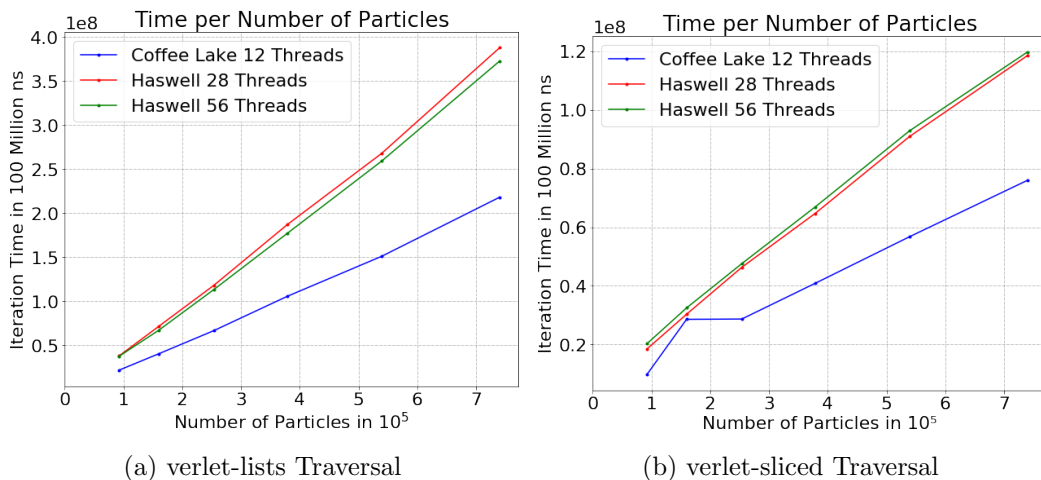 Time per Number of Particles
1e8
4.0
3.5
3.0
2.5
2.0
1.5
1.0
0.5
Iteration Time in 100 Million ns
Coffee Lake 12 Threads
Haswell 28 Threads
Haswell 56 Threads
0 1 2 3 4 5 6 7
Number of Particles in 10⁵
(a) verlet-lists Traversal
Time per Number of Particles
1e8
1.2
1.0
0.8
0.6
0.4
0.2
Iteration Time in 100 Million ns
Coffee Lake 12 Threads
Haswell 28 Threads
Haswell 56 Threads
0 1 2 3 4 5 6 7
Number of Particles in 10⁵
(b) verlet-sliced Traversal